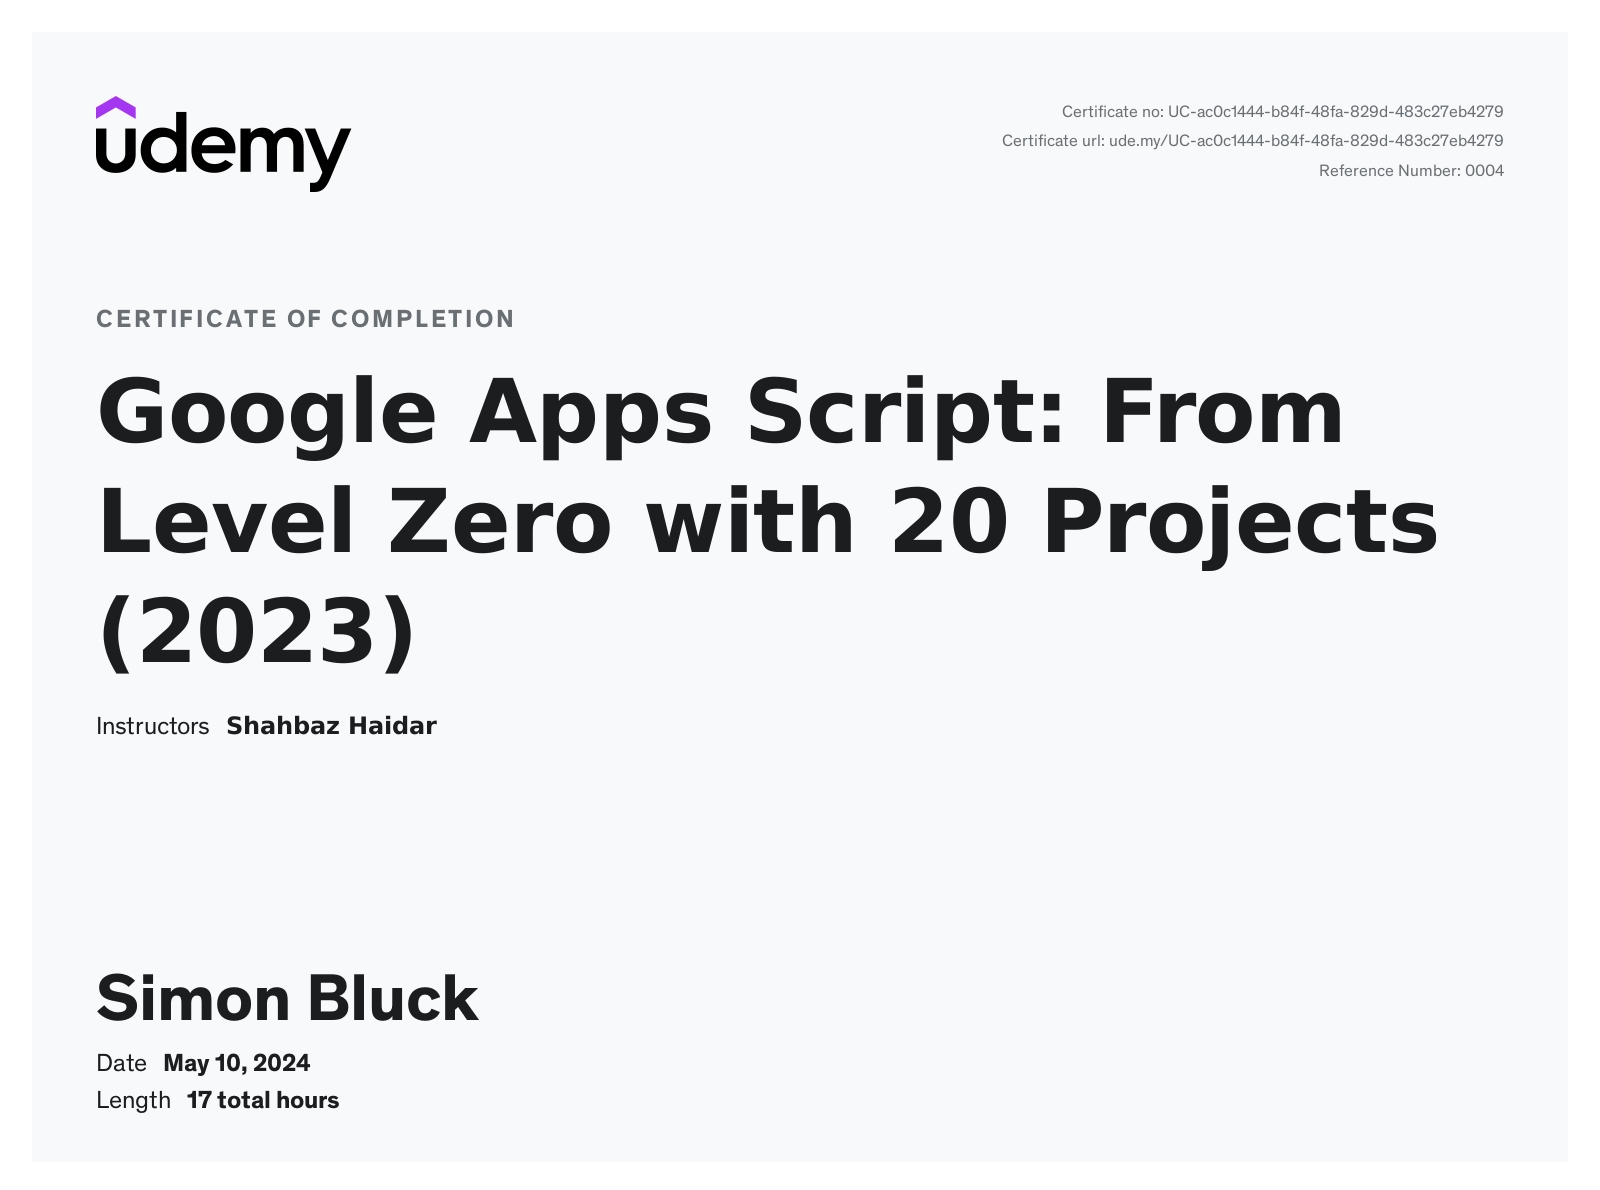 udemy
Certificate no: UC-ac0c1444-b84f-48fa-829d-483c27eb4279
Certificate url: ude.my/UC-ac0c1444-b84f-48fa-829d-483c27eb4279
Reference Number: 0004
CERTIFICATE OF COMPLETION
Google Apps Script: From
Level Zero with 20 Projects
(2023)
Instructors Shahbaz Haidar
Simon Bluck
Date May 10, 2024
Length 17 total hours